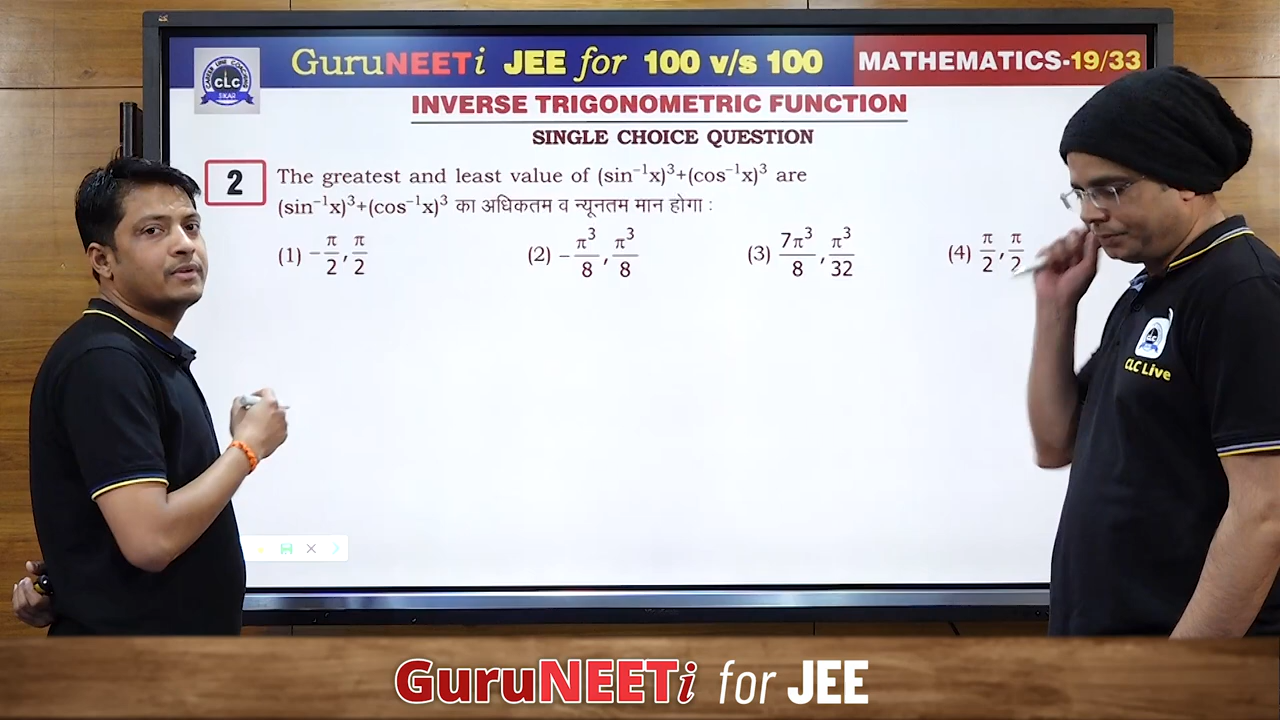 GuruNEETi JEE for 100 v/s 100
MATHEMATICS-19/33
CLC
SIKAR
INVERSE TRIGONOMETRIC FUNCTION
SINGLE CHOICE QUESTION
2 The greatest and least value of (sin⁻¹x)³+(cos⁻¹x)³ are
(sin⁻¹x)³+(cos⁻¹x)³ का अधिकतम व न्यूनतम मान होगा :
(1) −π/2, π/2 (2) −π³/8, π³/8 (3) 7π³/8, π³/32 (4) π/2, π/2
CLC
CLC Live
GuruNEETi for JEE